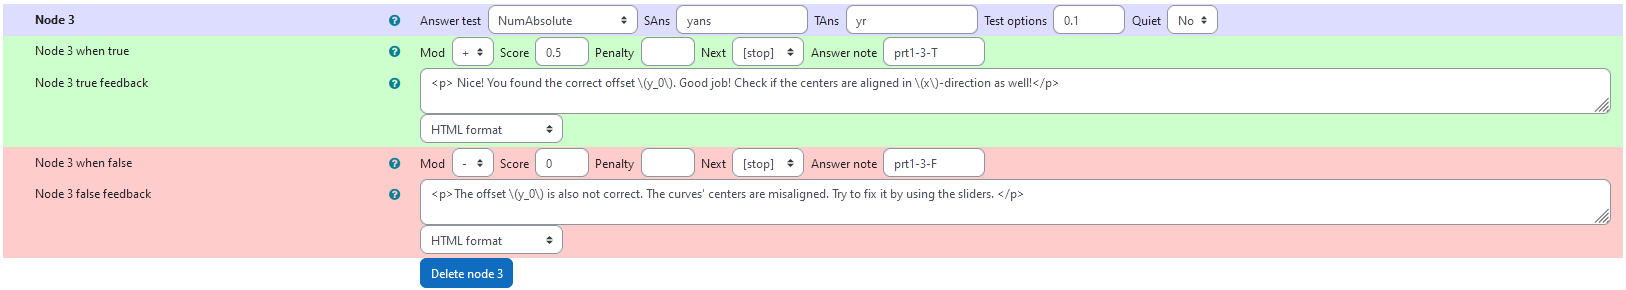 Node 3 ? Answer test NumAbsolute SAns yans TAns yr Test options 0.1 Quiet No
Node 3 when true ? Mod + Score 0.5 Penalty Next [stop] Answer note prt1-3-T
Node 3 true feedback ? <p> Nice! You found the correct offset \(y_0\). Good job! Check if the centers are aligned in \(x\)-direction as well!</p>
HTML format
Node 3 when false ? Mod - Score 0 Penalty Next [stop] Answer note prt1-3-F
Node 3 false feedback ? <p>The offset \(y_0\) is also not correct. The curves' centers are misaligned. Try to fix it by using the sliders. </p>
HTML format
Delete node 3